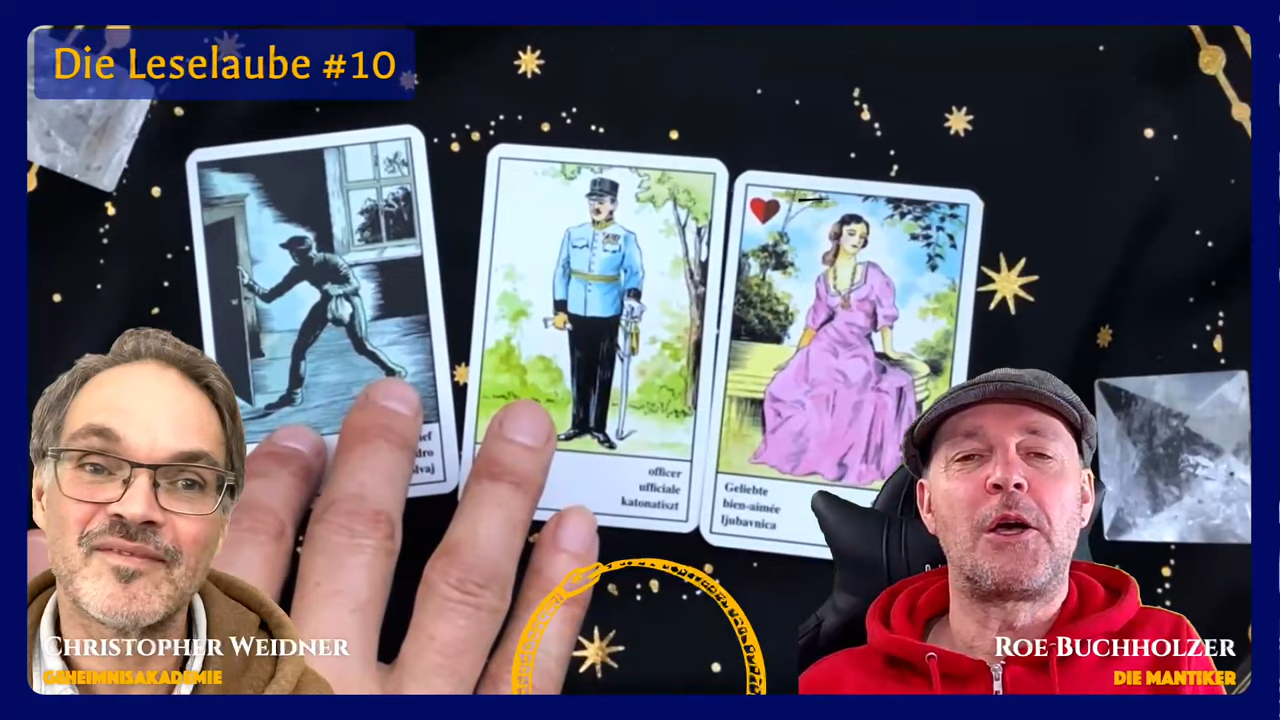 Die Leselaube #10
officer
ufficiale
katonatiszt
Geliebte
bien-aimée
ljubavnica
CHRISTOPHER WEIDNER
GEHEIMNISAKADEMIE
ROE BUCHHOLZER
DIE MANTIKER